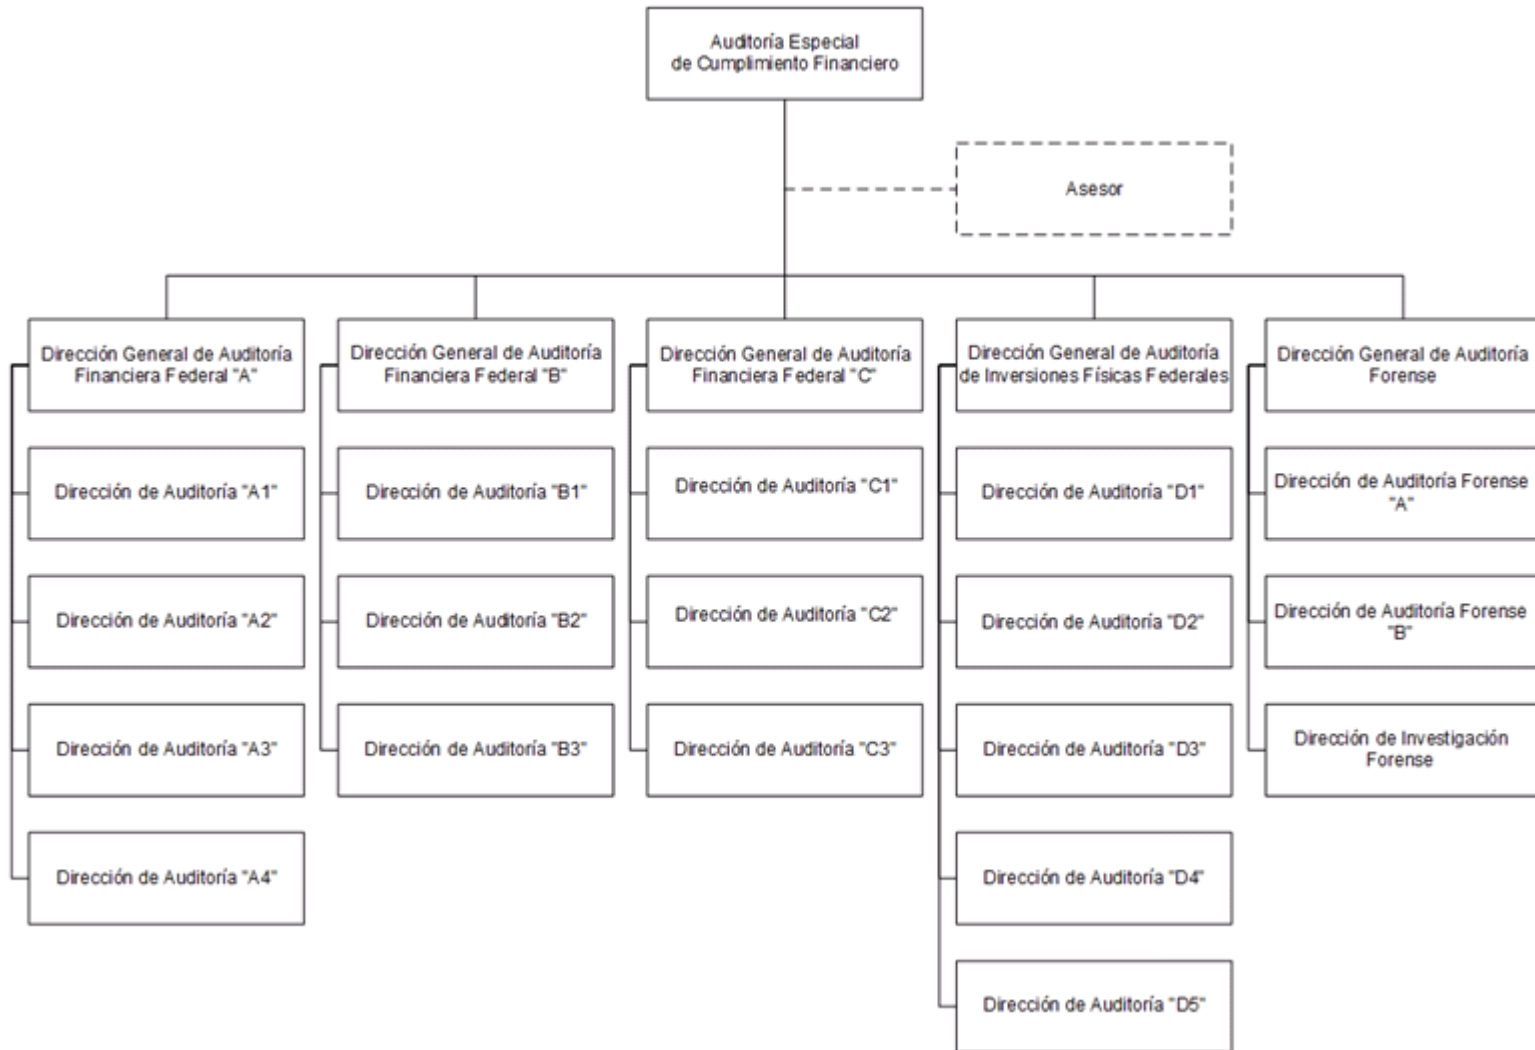 Auditoría Especial
de Cumplimiento Financiero
Asesor
Dirección General de Auditoría
Financiera Federal "A"
Dirección General de Auditoría
Financiera Federal "B"
Dirección General de Auditoría
Financiera Federal "C"
Dirección General de Auditoría
de Inversiones Físicas Federales
Dirección General de Auditoría
Forense
Dirección de Auditoría "A1"
Dirección de Auditoría "B1"
Dirección de Auditoría "C1"
Dirección de Auditoría "D1"
Dirección de Auditoría Forense
"A"
Dirección de Auditoría "A2"
Dirección de Auditoría "B2"
Dirección de Auditoría "C2"
Dirección de Auditoría "D2"
Dirección de Auditoría Forense
"B"
Dirección de Auditoría "A3"
Dirección de Auditoría "B3"
Dirección de Auditoría "C3"
Dirección de Auditoría "D3"
Dirección de Investigación
Forense
Dirección de Auditoría "A4"
Dirección de Auditoría "D4"
Dirección de Auditoría "D5"